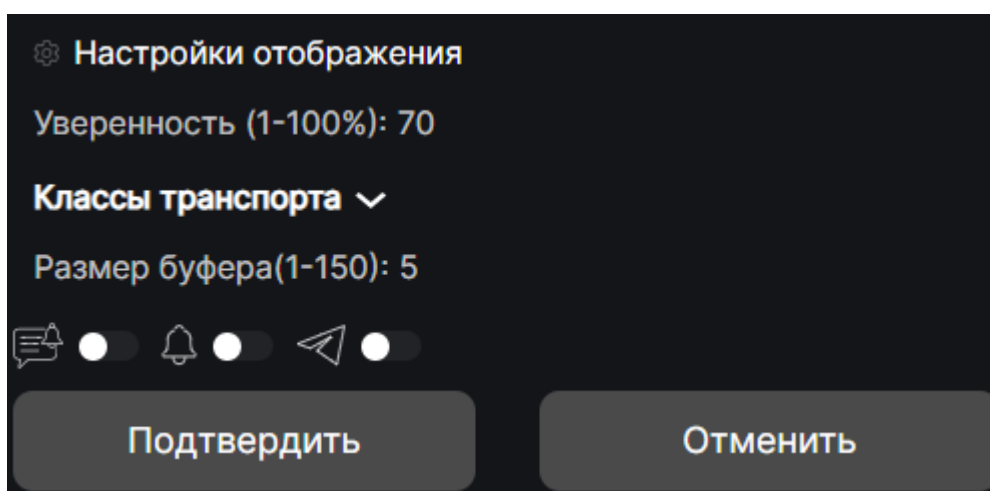 Настройки отображения
Уверенность (1-100%): 70
Классы транспорта
Размер буфера(1-150): 5
Подтвердить Отменить